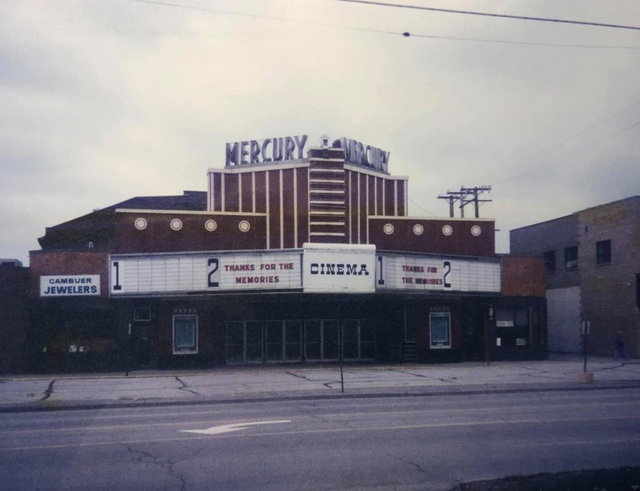 MERCURY
MERCURY
CAMBUER
JEWELERS
1
2
THANKS FOR THE
MEMORIES
CINEMA
1
THANKS FOR
THE MEMORIES
2